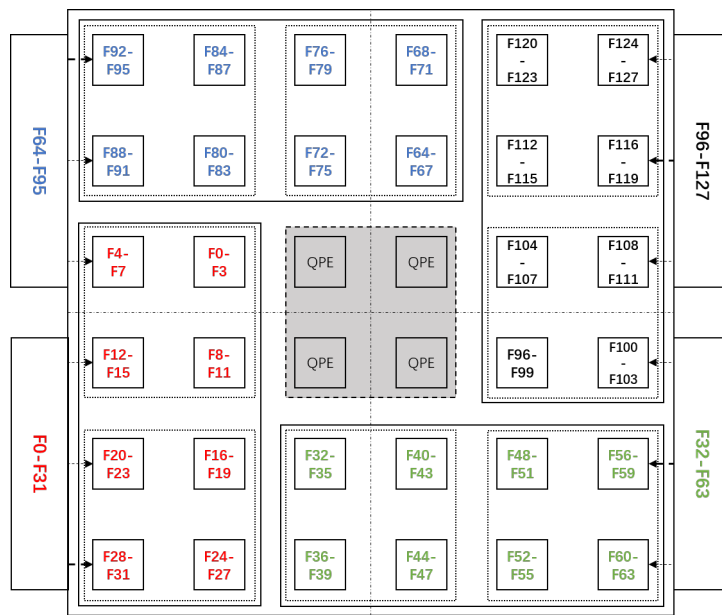 F92-
F95
F84-
F87
F76-
F79
F68-
F71
F120
-
F123
F124
-
F127
F88-
F91
F80-
F83
F72-
F75
F64-
F67
F112
-
F115
F116
-
F119
F64-F95
F96-F127
F4-
F7
F0-
F3
QPE
QPE
F104
-
F107
F108
-
F111
F12-
F15
F8-
F11
QPE
QPE
F96-
F99
F100
-
F103
F0-F31
F32-F63
F20-
F23
F16-
F19
F32-
F35
F40-
F43
F48-
F51
F56-
F59
F28-
F31
F24-
F27
F36-
F39
F44-
F47
F52-
F55
F60-
F63